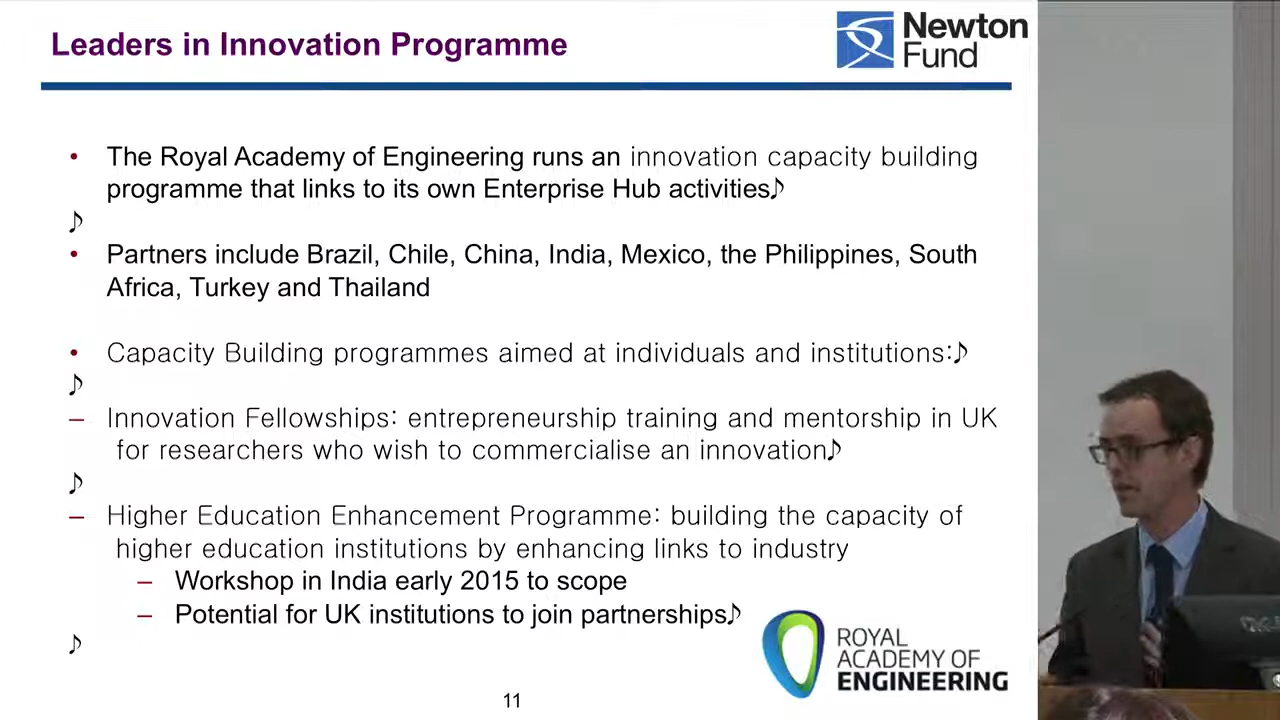 Leaders in Innovation Programme
Newton
Fund
• The Royal Academy of Engineering runs an innovation capacity building
programme that links to its own Enterprise Hub activities♪
♪
• Partners include Brazil, Chile, China, India, Mexico, the Philippines, South
Africa, Turkey and Thailand
• Capacity Building programmes aimed at individuals and institutions:♪
♪
– Innovation Fellowships: entrepreneurship training and mentorship in UK
for researchers who wish to commercialise an innovation♪
♪
– Higher Education Enhancement Programme: building the capacity of
higher education institutions by enhancing links to industry
– Workshop in India early 2015 to scope
– Potential for UK institutions to join partnerships♪
♪
ROYAL
ACADEMY OF
ENGINEERING
11